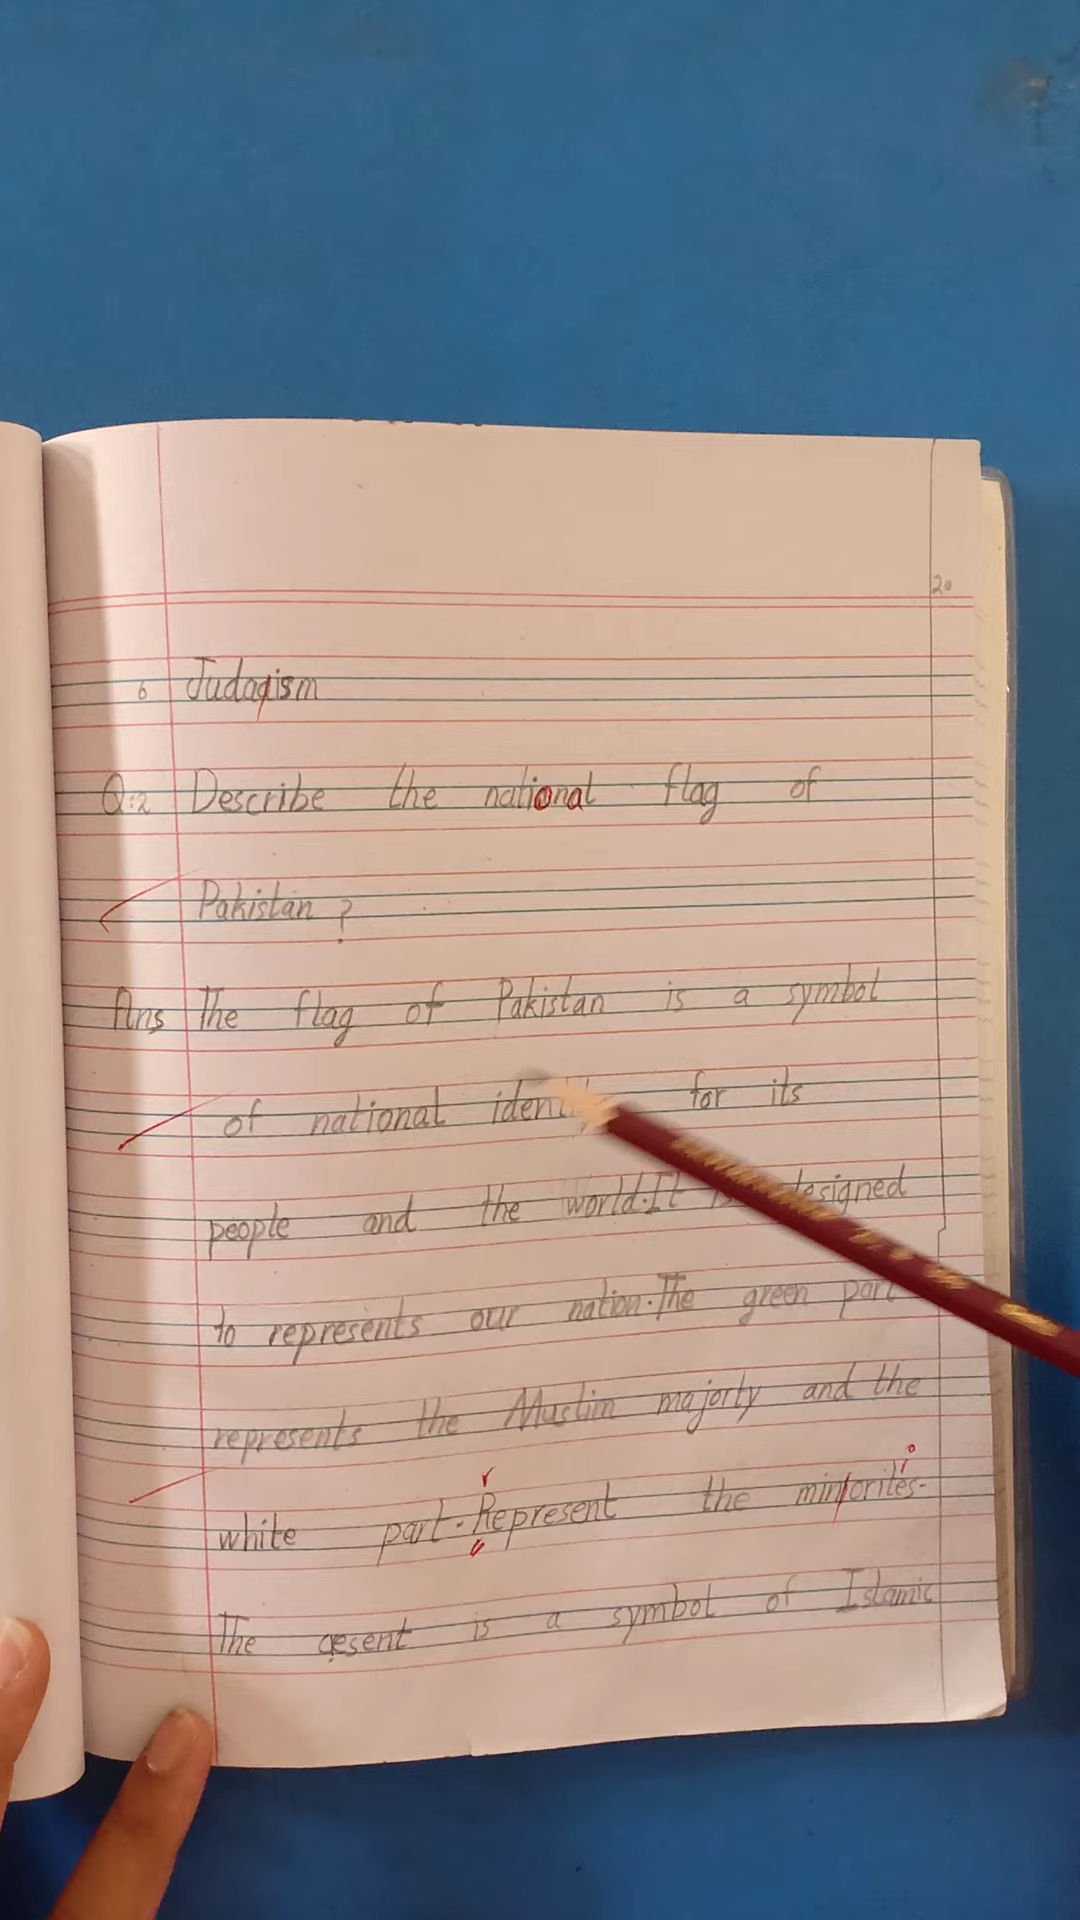 20
6 Judaism
Q:2 Describe the national flag of
Pakistan ?
Ans The flag of Pakistan is a symbol
of national for its
people and the world.It is designed
to represents our nation.The green part
represents the Muslim majorty and the
white part.Represent the minorites.
The cresent is a symbol of Islamic